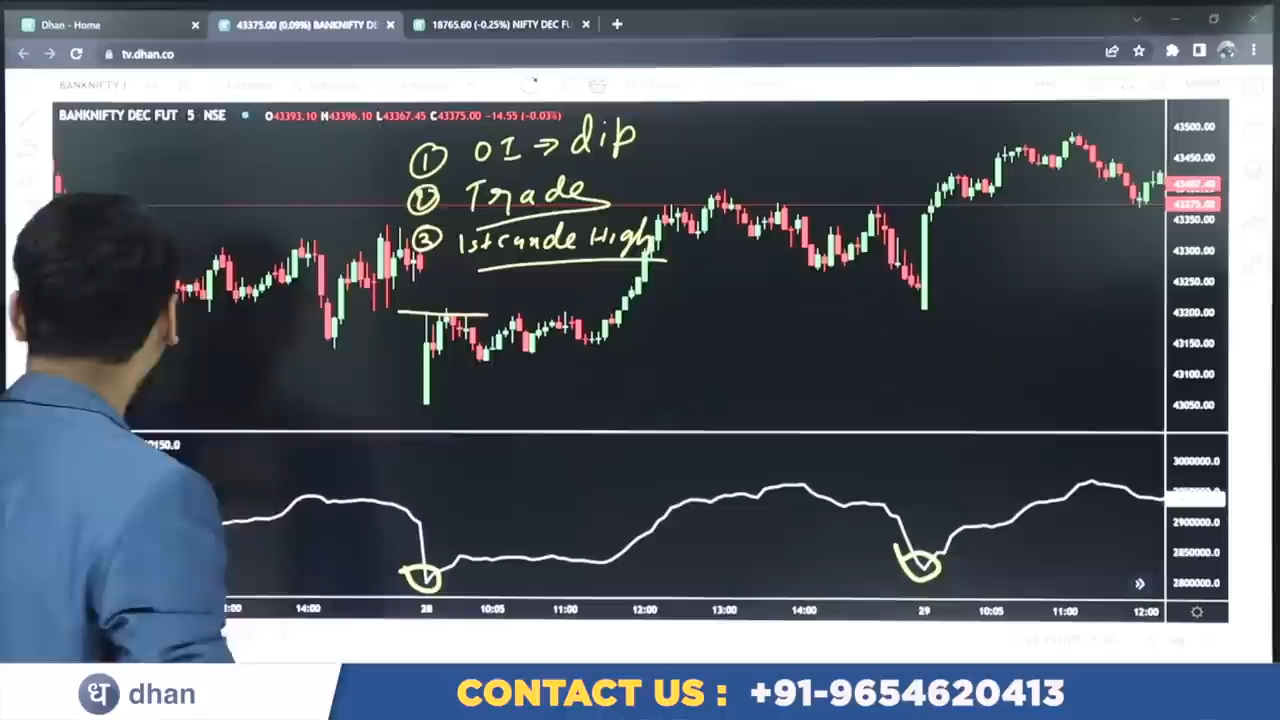 Dhan - Home
43375.00 (0.09%) BANKNIFTY DE
18765.60 (-0.25%) NIFTY DEC FU
tv.dhan.co
BANKNIFTY
BANKNIFTY DEC FUT 5 NSE O43393.10 H43396.10 L43367.45 C43375.00 -14.55 (-0.03%)
① OI → dip
② Trade
③ 1st candle High
43500.00
43450.00
43407.40
43375.00
43350.00
43300.00
43250.00
43200.00
43150.00
43100.00
43050.00
3000000.0
2900000.0
2850000.0
2800000.0
14:00 28 10:05 11:00 12:00 13:00 14:00 29 10:05 11:00 12:00
ध dhan
CONTACT US : +91-9654620413